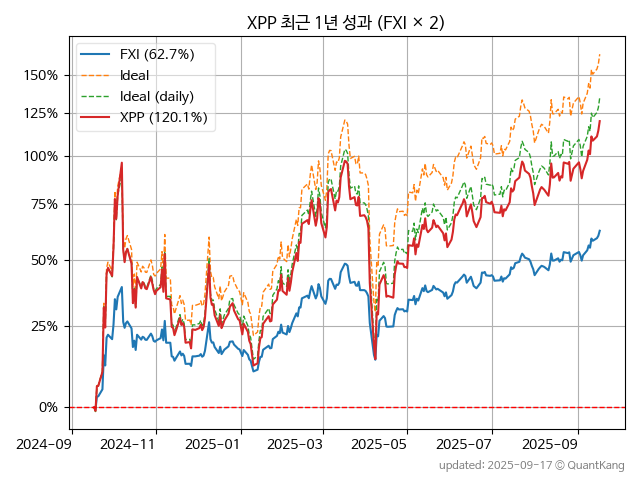 XPP 최근 1년 성과 (FXI × 2)
FXI (62.7%)
Ideal
Ideal (daily)
XPP (120.1%)
150%
125%
100%
75%
50%
25%
0%
2024-09
2024-11
2025-01
2025-03
2025-05
2025-07
2025-09
updated: 2025-09-17 © QuantKang